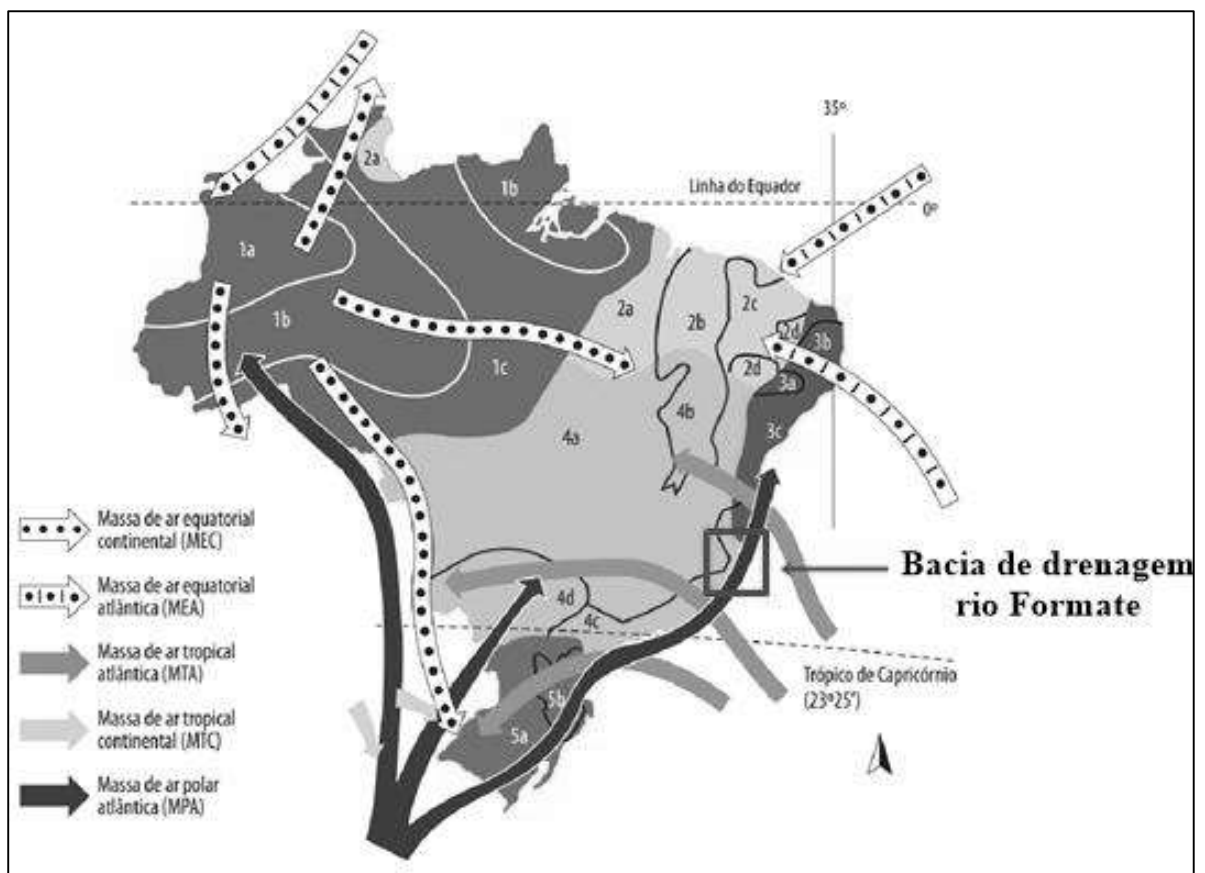 35º
2a
1b
Linha do Equador
0º
1a
2a
2b
2c
1b
2d
3b
1c
2d
3a
4b
4a
3c
Massa de ar equatorial
continental (MEC)
Bacia de drenagem
rio Formate
Massa de ar equatorial
atlântica (MEA)
4d
4c
Massa de ar tropical
atlântica (MTA)
Trópico de Capricórnio
(23º25")
5b
Massa de ar tropical
continental (MTC)
5a
Massa de ar polar
atlântica (MPA)